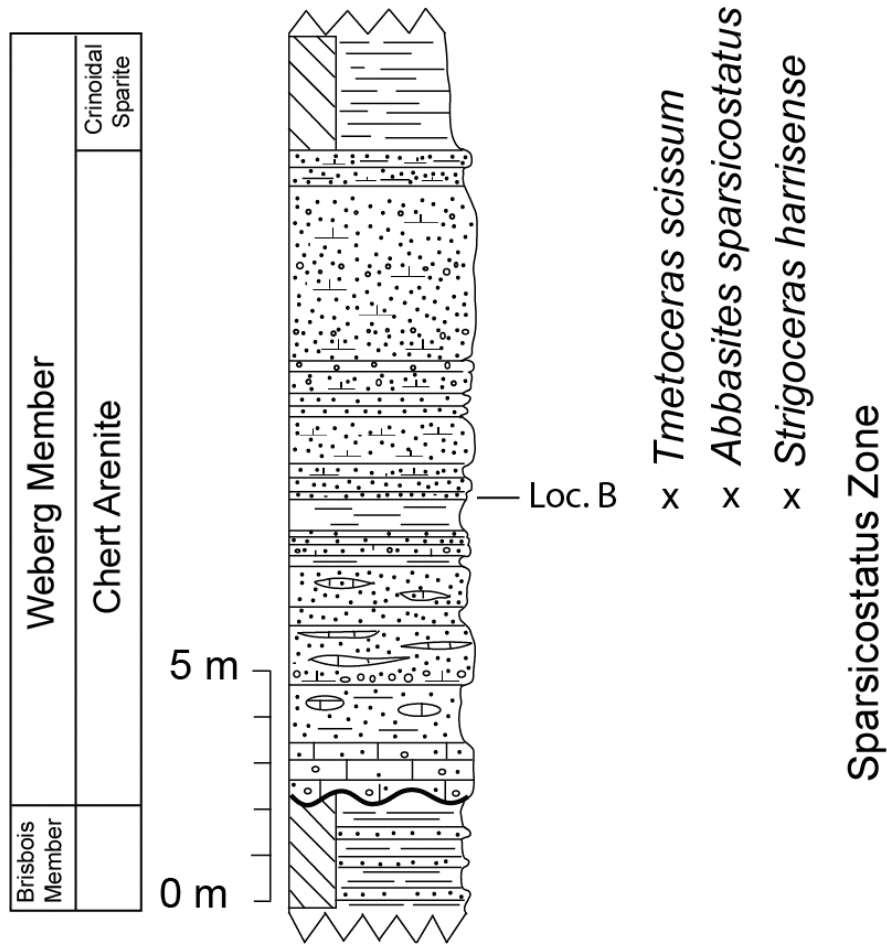 Weberg Member
Brisbois
Member
Crinoidal
Sparite
Chert Arenite
5 m
0 m
Loc. B
x
x
x
Tmetoceras scissum
Abbasites sparsicostatus
Strigoceras harrisense
Sparsicostatus Zone